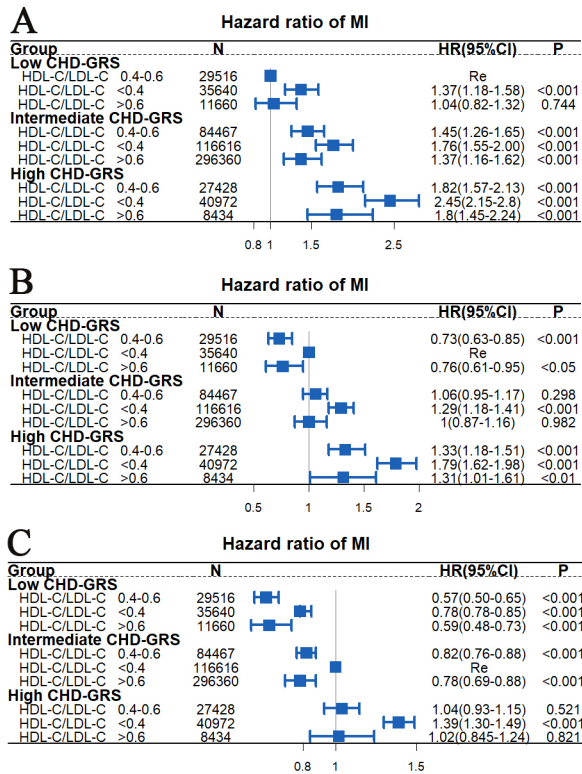 A
Hazard ratio of MI
Group N HR(95%CI) P
Low CHD-GRS
HDL-C/LDL-C 0.4-0.6 29516 Re
HDL-C/LDL-C <0.4 35640 1.37(1.18-1.58) <0.001
HDL-C/LDL-C >0.6 11660 1.04(0.82-1.32) 0.744
Intermediate CHD-GRS
HDL-C/LDL-C 0.4-0.6 84467 1.45(1.26-1.65) <0.001
HDL-C/LDL-C <0.4 116616 1.76(1.55-2.00) <0.001
HDL-C/LDL-C >0.6 296360 1.37(1.16-1.62) <0.001
High CHD-GRS
HDL-C/LDL-C 0.4-0.6 27428 1.82(1.57-2.13) <0.001
HDL-C/LDL-C <0.4 40972 2.45(2.15-2.8) <0.001
HDL-C/LDL-C >0.6 8434 1.8(1.45-2.24) <0.001
0.8 1 1.5 2.5
B
Hazard ratio of MI
Group N HR(95%CI) P
Low CHD-GRS
HDL-C/LDL-C 0.4-0.6 29516 0.73(0.63-0.85) <0.001
HDL-C/LDL-C <0.4 35640 Re
HDL-C/LDL-C >0.6 11660 0.76(0.61-0.95) <0.05
Intermediate CHD-GRS
HDL-C/LDL-C 0.4-0.6 84467 1.06(0.95-1.17) 0.298
HDL-C/LDL-C <0.4 116616 1.29(1.18-1.41) <0.001
HDL-C/LDL-C >0.6 296360 1(0.87-1.16) 0.982
High CHD-GRS
HDL-C/LDL-C 0.4-0.6 27428 1.33(1.18-1.51) <0.001
HDL-C/LDL-C <0.4 40972 1.79(1.62-1.98) <0.001
HDL-C/LDL-C >0.6 8434 1.31(1.01-1.61) <0.01
0.5 1 1.5 2
C
Hazard ratio of MI
Group N HR(95%CI) P
Low CHD-GRS
HDL-C/LDL-C 0.4-0.6 29516 0.57(0.50-0.65) <0.001
HDL-C/LDL-C <0.4 35640 0.78(0.78-0.85) <0.001
HDL-C/LDL-C >0.6 11660 0.59(0.48-0.73) <0.001
Intermediate CHD-GRS
HDL-C/LDL-C 0.4-0.6 84467 0.82(0.76-0.88) <0.001
HDL-C/LDL-C <0.4 116616 Re
HDL-C/LDL-C >0.6 296360 0.78(0.69-0.88) <0.001
High CHD-GRS
HDL-C/LDL-C 0.4-0.6 27428 1.04(0.93-1.15) 0.521
HDL-C/LDL-C <0.4 40972 1.39(1.30-1.49) <0.001
HDL-C/LDL-C >0.6 8434 1.02(0.845-1.24) 0.821
0.8 1 1.5